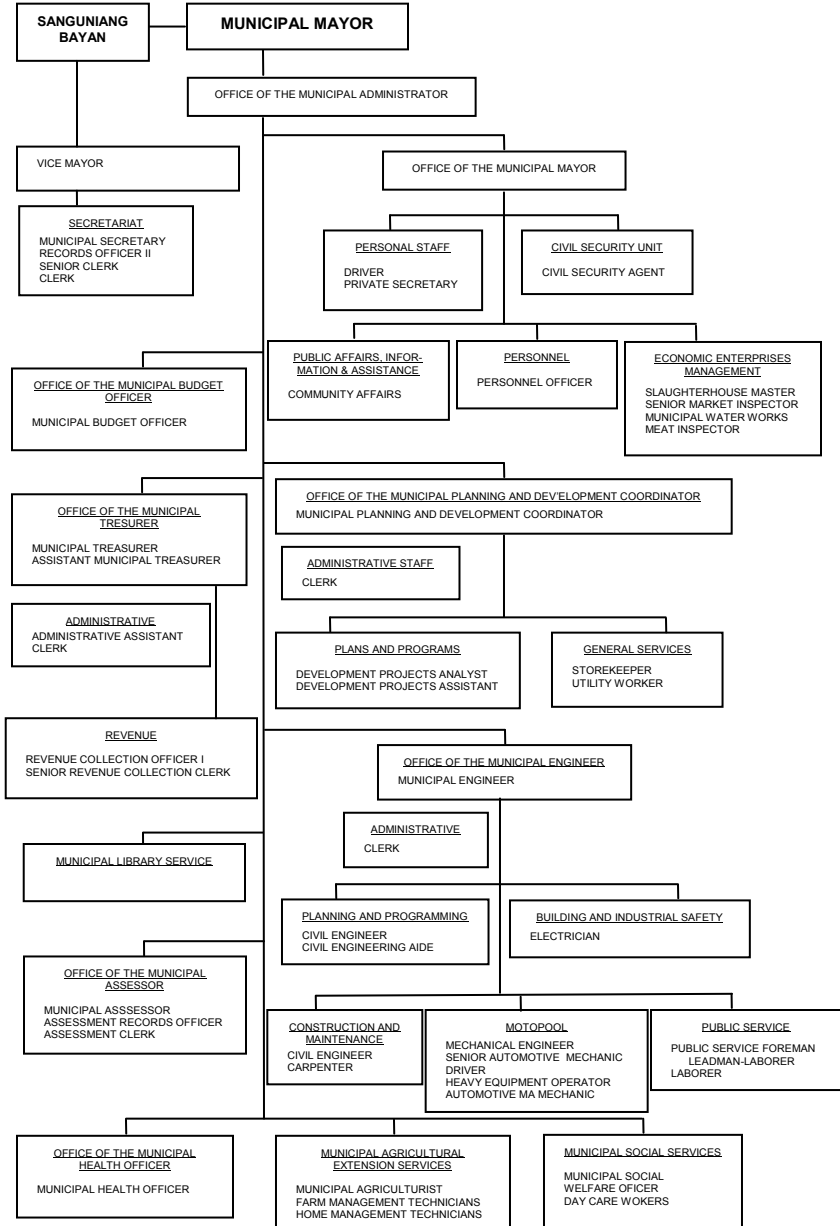 SANGUNIANG
BAYAN
MUNICIPAL MAYOR
OFFICE OF THE MUNICIPAL ADMINISTRATOR
VICE MAYOR
OFFICE OF THE MUNICIPAL MAYOR
SECRETARIAT
MUNICIPAL SECRETARY
RECORDS OFFICER II
SENIOR CLERK
CLERK
PERSONAL STAFF
DRIVER
PRIVATE SECRETARY
CIVIL SECURITY UNIT
CIVIL SECURITY AGENT
PUBLIC AFFAIRS, INFOR-
MATION & ASSISTANCE
COMMUNITY AFFAIRS
PERSONNEL
PERSONNEL OFFICER
ECONOMIC ENTERPRISES
MANAGEMENT
SLAUGHTERHOUSE MASTER
SENIOR MARKET INSPECTOR
MUNICIPAL WATER WORKS
MEAT INSPECTOR
OFFICE OF THE MUNICIPAL BUDGET
OFFICER
MUNICIPAL BUDGET OFFICER
OFFICE OF THE MUNICIPAL
TRESURER
MUNICIPAL TREASURER
ASSISTANT MUNICIPAL TREASURER
OFFICE OF THE MUNICIPAL PLANNING AND DEV'ELOPMENT COORDINATOR
MUNICIPAL PLANNING AND DEVELOPMENT COORDINATOR
ADMINISTRATIVE STAFF
CLERK
ADMINISTRATIVE
ADMINISTRATIVE ASSISTANT
CLERK
PLANS AND PROGRAMS
DEVELOPMENT PROJECTS ANALYST
DEVELOPMENT PROJECTS ASSISTANT
GENERAL SERVICES
STOREKEEPER
UTILITY WORKER
REVENUE
REVENUE COLLECTION OFFICER I
SENIOR REVENUE COLLECTION CLERK
OFFICE OF THE MUNICIPAL ENGINEER
MUNICIPAL ENGINEER
ADMINISTRATIVE
CLERK
MUNICIPAL LIBRARY SERVICE
PLANNING AND PROGRAMMING
CIVIL ENGINEER
CIVIL ENGINEERING AIDE
BUILDING AND INDUSTRIAL SAFETY
ELECTRICIAN
OFFICE OF THE MUNICIPAL
ASSESSOR
MUNICIPAL ASSSESSOR
ASSESSMENT RECORDS OFFICER
ASSESSMENT CLERK
CONSTRUCTION AND
MAINTENANCE
CIVIL ENGINEER
CARPENTER
MOTOPOOL
MECHANICAL ENGINEER
SENIOR AUTOMOTIVE MECHANIC
DRIVER
HEAVY EQUIPMENT OPERATOR
AUTOMOTIVE MA MECHANIC
PUBLIC SERVICE
PUBLIC SERVICE FOREMAN
LEADMAN-LABORER
LABORER
OFFICE OF THE MUNICIPAL
HEALTH OFFICER
MUNICIPAL HEALTH OFFICER
MUNICIPAL AGRICULTURAL
EXTENSION SERVICES
MUNICIPAL AGRICULTURIST
FARM MANAGEMENT TECHNICIANS
HOME MANAGEMENT TECHNICIANS
MUNICIPAL SOCIAL SERVICES
MUNICIPAL SOCIAL
WELFARE OFICER
DAY CARE WOKERS